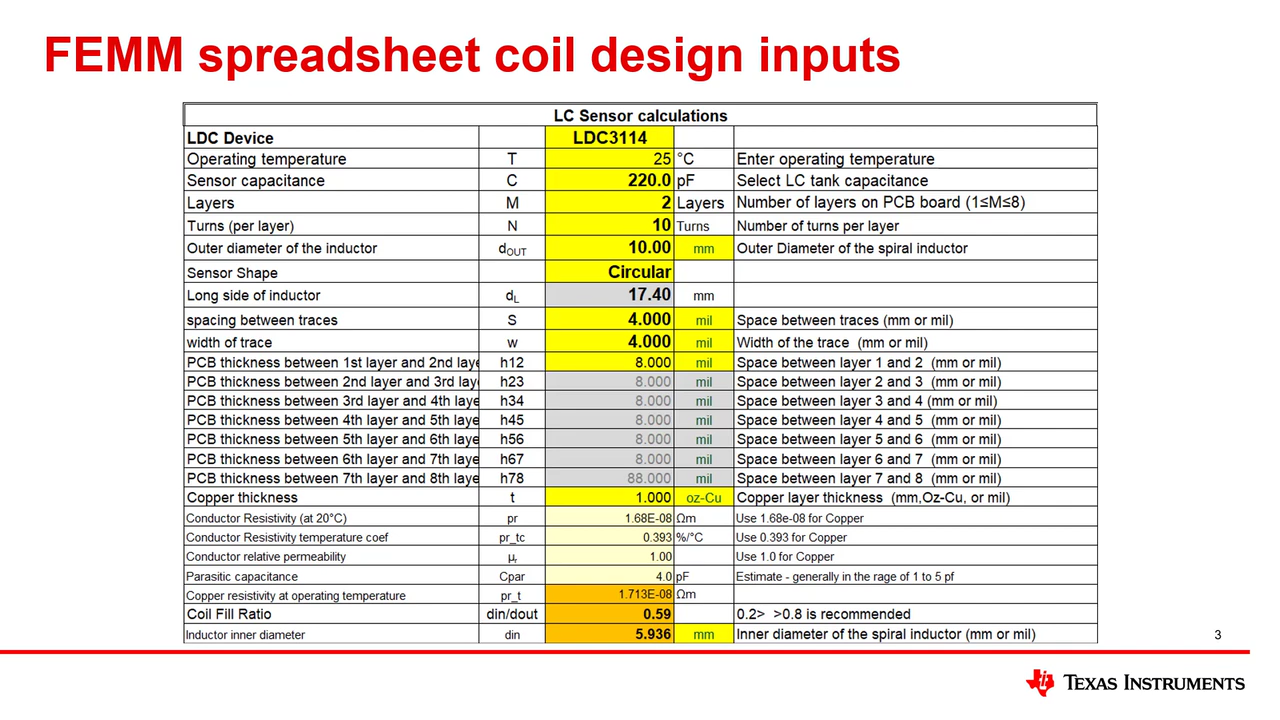 FEMM spreadsheet coil design inputs
LC Sensor calculations
LDC Device LDC3114
Operating temperature T 25 °C Enter operating temperature
Sensor capacitance C 220.0 pF Select LC tank capacitance
Layers M 2 Layers Number of layers on PCB board (1≤M≤8)
Turns (per layer) N 10 Turns Number of turns per layer
Outer diameter of the inductor dOUT 10.00 mm Outer Diameter of the spiral inductor
Sensor Shape Circular
Long side of inductor dL 17.40 mm
spacing between traces S 4.000 mil Space between traces (mm or mil)
width of trace w 4.000 mil Width of the trace (mm or mil)
PCB thickness between 1st layer and 2nd laye h12 8.000 mil Space between layer 1 and 2 (mm or mil)
PCB thickness between 2nd layer and 3rd lay h23 8.000 mil Space between layer 2 and 3 (mm or mil)
PCB thickness between 3rd layer and 4th laye h34 8.000 mil Space between layer 3 and 4 (mm or mil)
PCB thickness between 4th layer and 5th laye h45 8.000 mil Space between layer 4 and 5 (mm or mil)
PCB thickness between 5th layer and 6th laye h56 8.000 mil Space between layer 5 and 6 (mm or mil)
PCB thickness between 6th layer and 7th laye h67 8.000 mil Space between layer 6 and 7 (mm or mil)
PCB thickness between 7th layer and 8th laye h78 88.000 mil Space between layer 7 and 8 (mm or mil)
Copper thickness t 1.000 oz-Cu Copper layer thickness (mm,Oz-Cu, or mil)
Conductor Resistivity (at 20°C) pr 1.68E-08 Ωm Use 1.68e-08 for Copper
Conductor Resistivity temperature coef pr_tc 0.393 %/°C Use 0.393 for Copper
Conductor relative permeability μr 1.00 Use 1.0 for Copper
Parasitic capacitance Cpar 4.0 pF Estimate - generally in the rage of 1 to 5 pf
Copper resistivity at operating temperature pr_t 1.713E-08 Ωm
Coil Fill Ratio din/dout 0.59 0.2> >0.8 is recommended
Inductor inner diameter din 5.936 mm Inner diameter of the spiral inductor (mm or mil)
3
TEXAS INSTRUMENTS